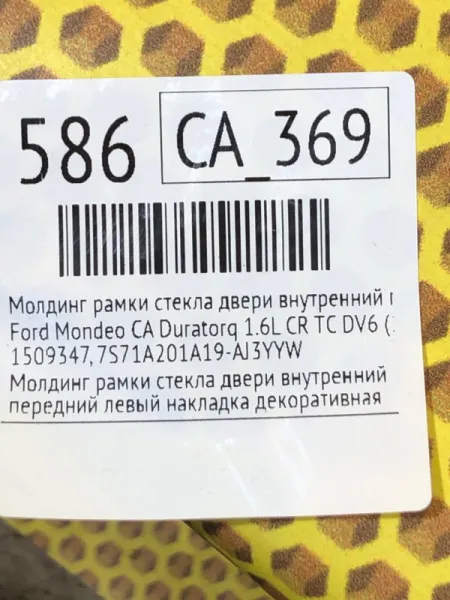 586 CA_369
Молдинг рамки стекла двери внутренний
Ford Mondeo CA Duratorq 1.6L CR TC DV6 (
1509347, 7S71A201A19-AJ3YYW
Молдинг рамки стекла двери внутренний
передний левый накладка декоративная